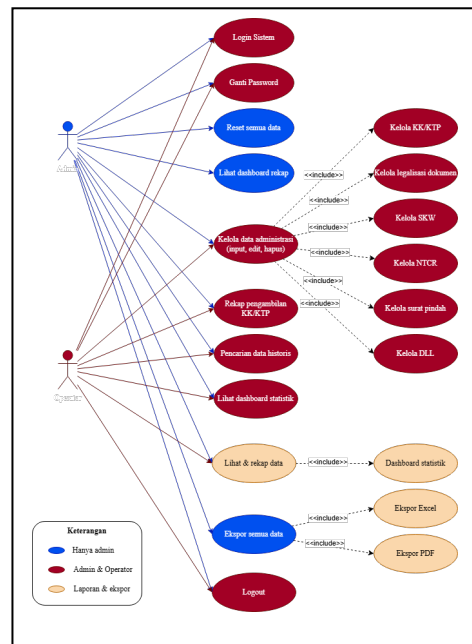 Login Sistem
Ganti Password
Reset semua data
Lihat dashboard rekap
Admin
Kelola data administrasi
(input, edit, hapus)
Rekap pengambilan
KK/KTP
Pencarian data historis
Lihat dashboard statistik
Operator
Lihat & rekap data
Ekspor semua data
Logout
<<include>>
<<include>>
<<include>>
<<include>>
<<include>>
<<include>>
Kelola KK/KTP
Kelola legalisasi dokumen
Kelola SKW
Kelola NTCR
Kelola surat pindah
Kelola DLL
<<include>>
Dashboard statistik
<<include>>
<<include>>
Ekspor Excel
Ekspor PDF
Keterangan
Hanya admin
Admin & Operator
Laporan & ekspor